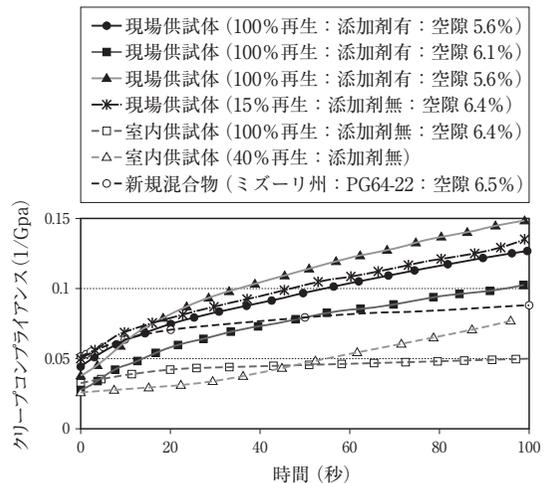 現場供試体（100％再生：添加剤有：空隙 5.6％）
現場供試体（100％再生：添加剤有：空隙 6.1％）
現場供試体（100％再生：添加剤有：空隙 5.6％）
現場供試体（15％再生：添加剤無：空隙 6.4％）
室内供試体（100％再生：添加剤無：空隙 6.4％）
室内供試体（40％再生：添加剤無）
新規混合物（ミズーリ州：PG64-22：空隙 6.5％）
クリープコンプライアンス（1/Gpa）
0.15
0.1
0.05
0
0 20 40 60 80 100
時間（秒）